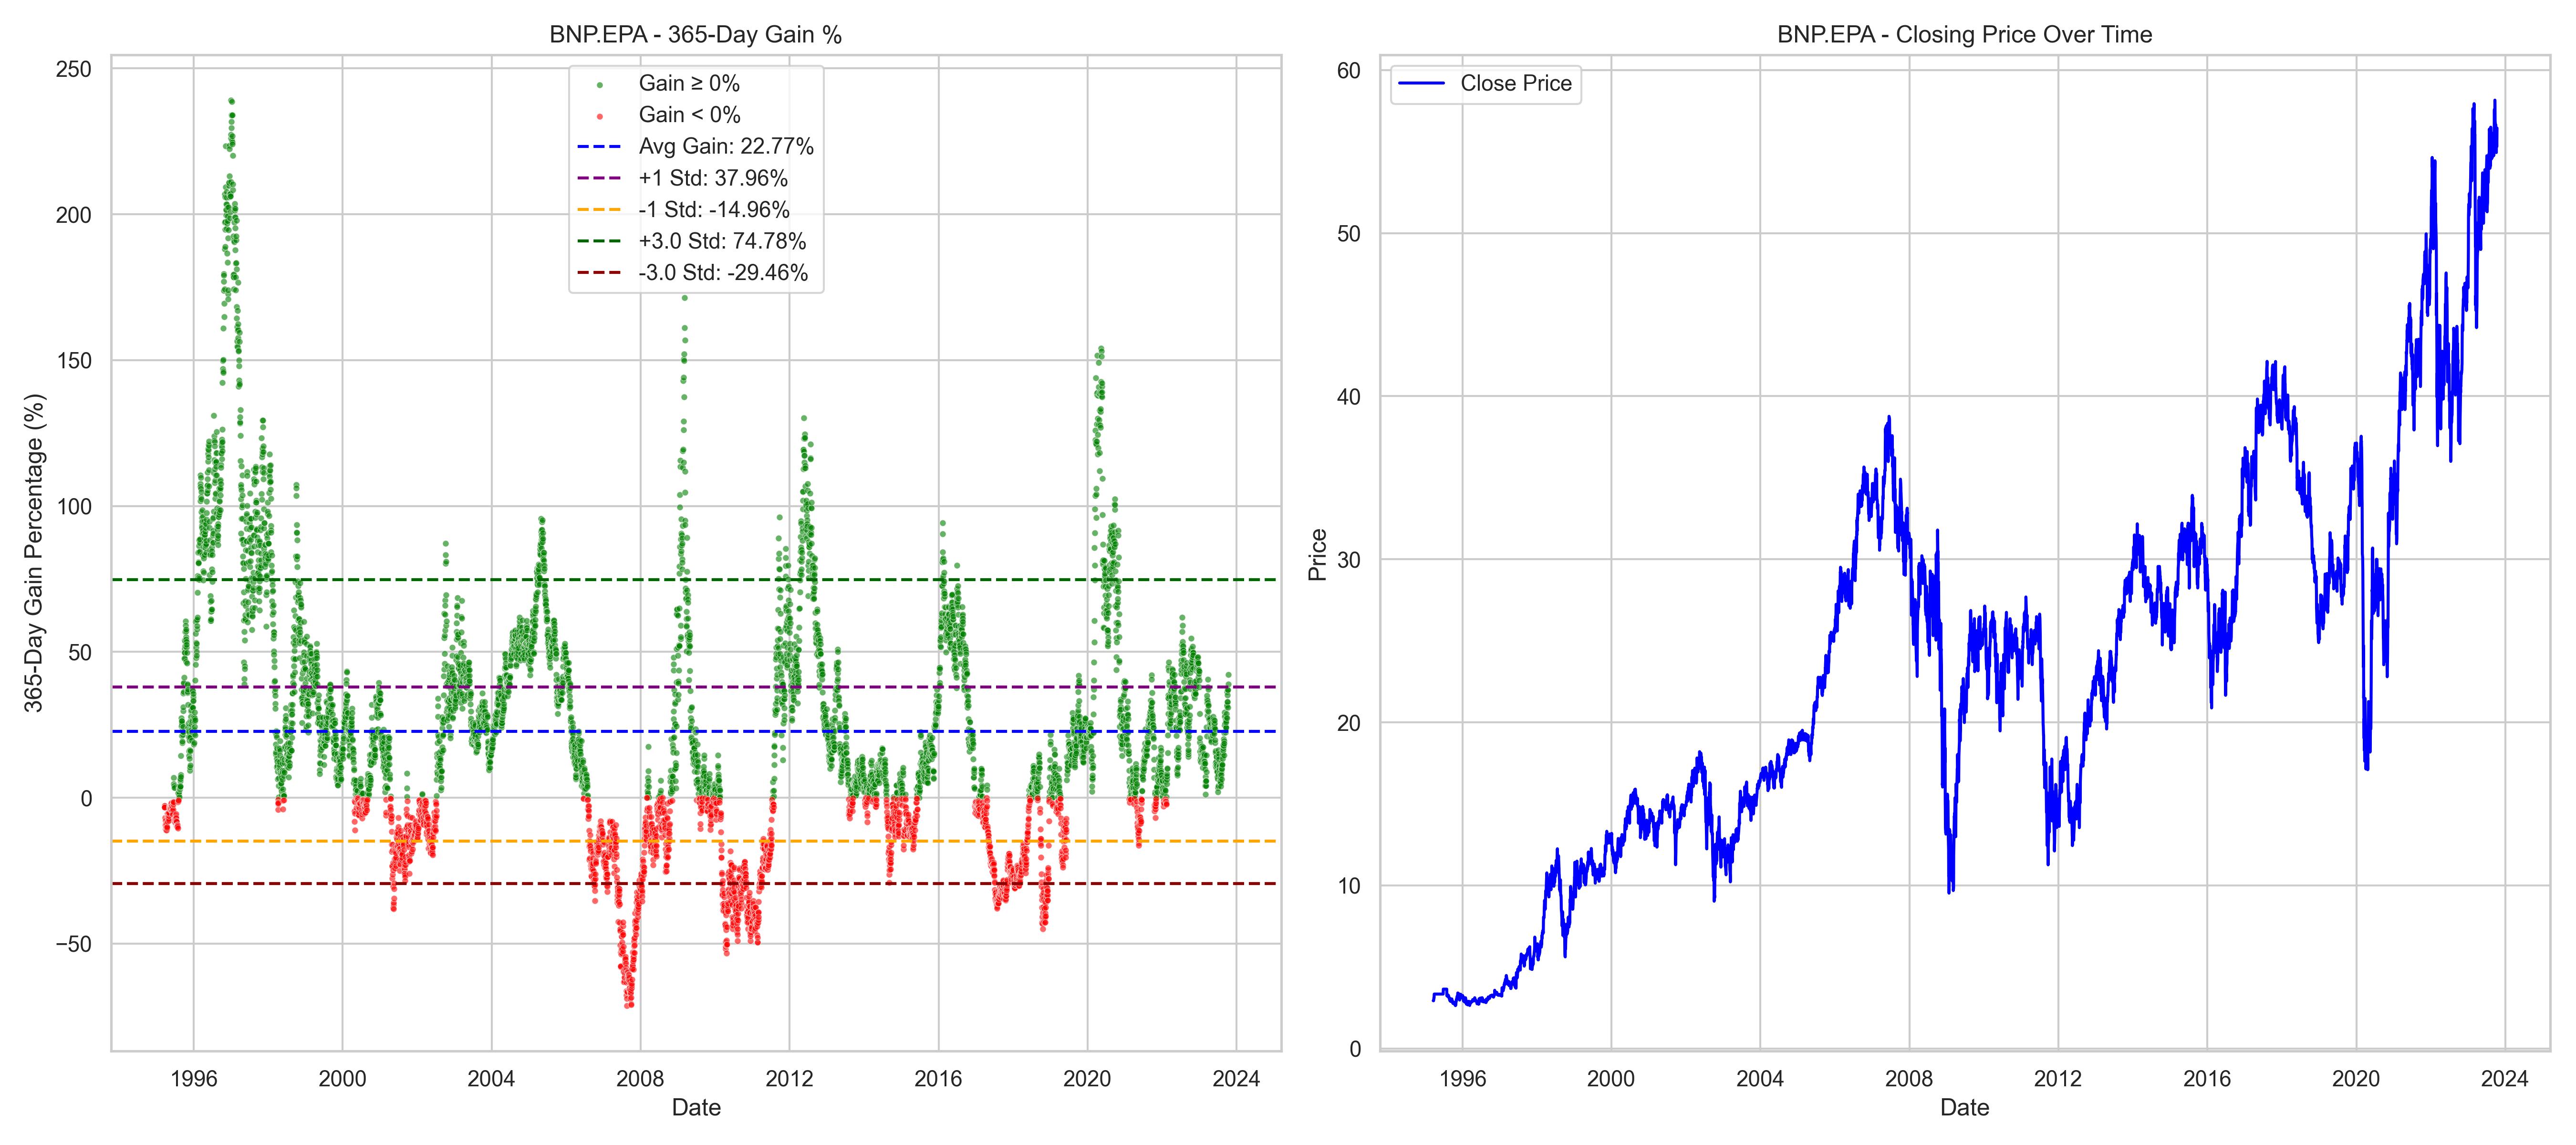 BNP.EPA - 365-Day Gain %
250
200
150
100
50
0
−50
365-Day Gain Percentage (%)
Gain ≥ 0%
Gain < 0%
Avg Gain: 22.77%
+1 Std: 37.96%
-1 Std: -14.96%
+3.0 Std: 74.78%
-3.0 Std: -29.46%
1996 2000 2004 2008 2012 2016 2020 2024
Date
BNP.EPA - Closing Price Over Time
60
50
40
30
20
10
0
Price
Close Price
1996 2000 2004 2008 2012 2016 2020 2024
Date